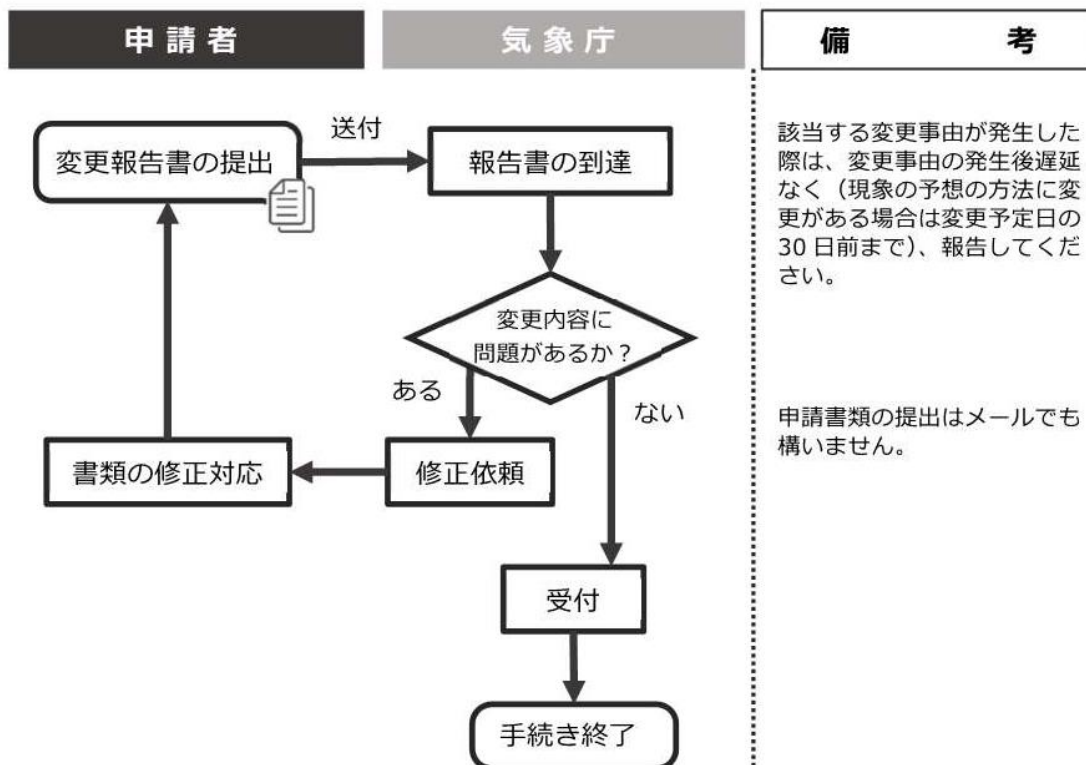 申請者
気象庁
備考
送付
変更報告書の提出
報告書の到達
該当する変更事由が発生した
際は、変更事由の発生後遅延
なく（現象の予想の方法に変
更がある場合は変更予定日の
30 日前まで）、報告してくだ
さい。
変更内容に
問題があるか？
ある
ない
申請書類の提出はメールでも
構いません。
書類の修正対応
修正依頼
受付
手続き終了